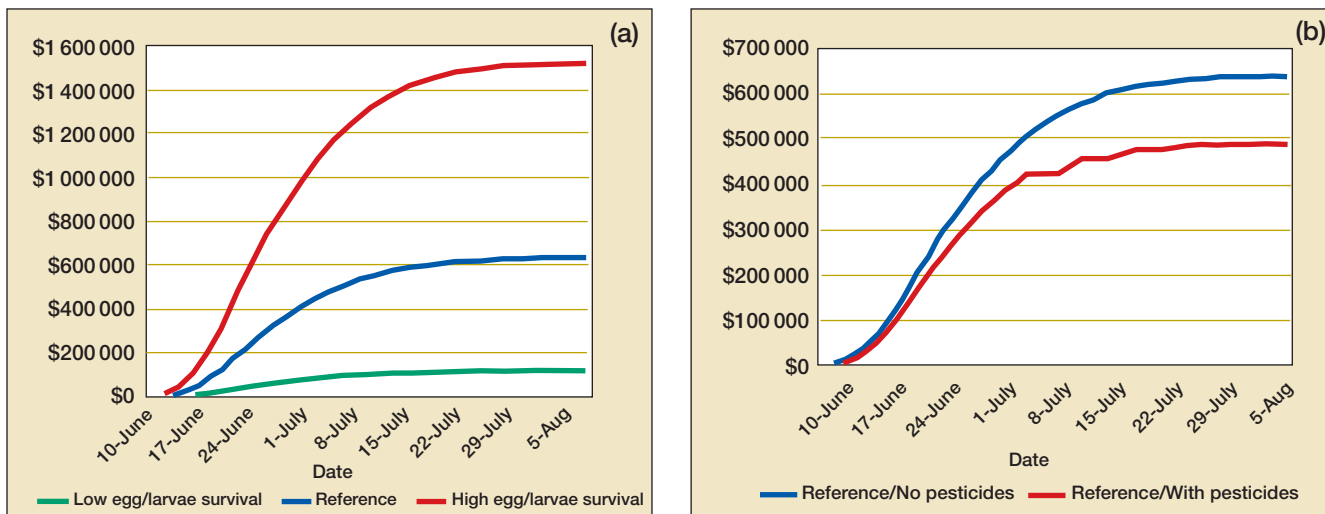 (a)
$1 600 000
$1 400 000
$1 200 000
$1 000 000
$800 000
$600 000
$400 000
$200 000
$0
10-June
17-June
24-June
1-July
8-July
15-July
22-July
29-July
5-Aug
Date
Low egg/larvae survival Reference High egg/larvae survival
(b)
$700 000
$600 000
$500 000
$400 000
$300 000
$200 000
$100 000
$0
10-June
17-June
24-June
1-July
8-July
15-July
22-July
29-July
5-Aug
Date
Reference/No pesticides Reference/With pesticides